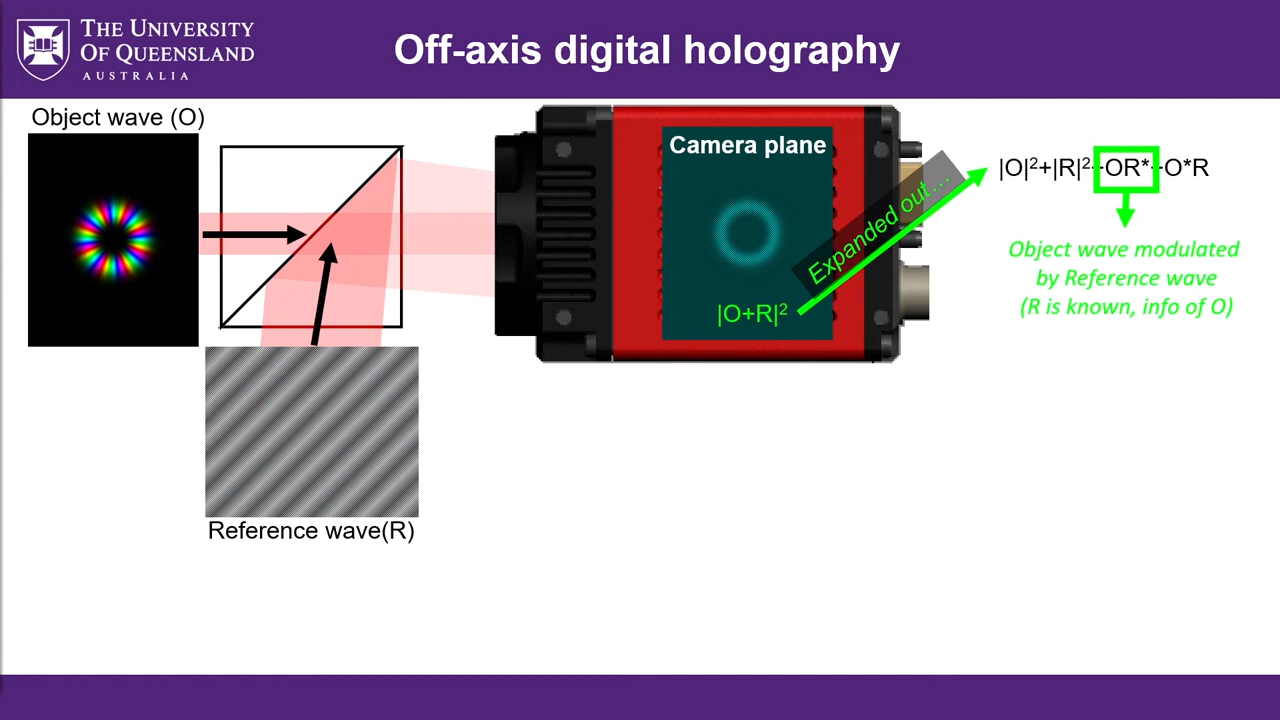 THE UNIVERSITY
OF QUEENSLAND
AUSTRALIA
Off-axis digital holography
Object wave (O)
Camera plane
Expanded out...
|O+R|²
|O|²+|R|²+OR*+O*R
Object wave modulated
by Reference wave
(R is known, info of O)
Reference wave(R)